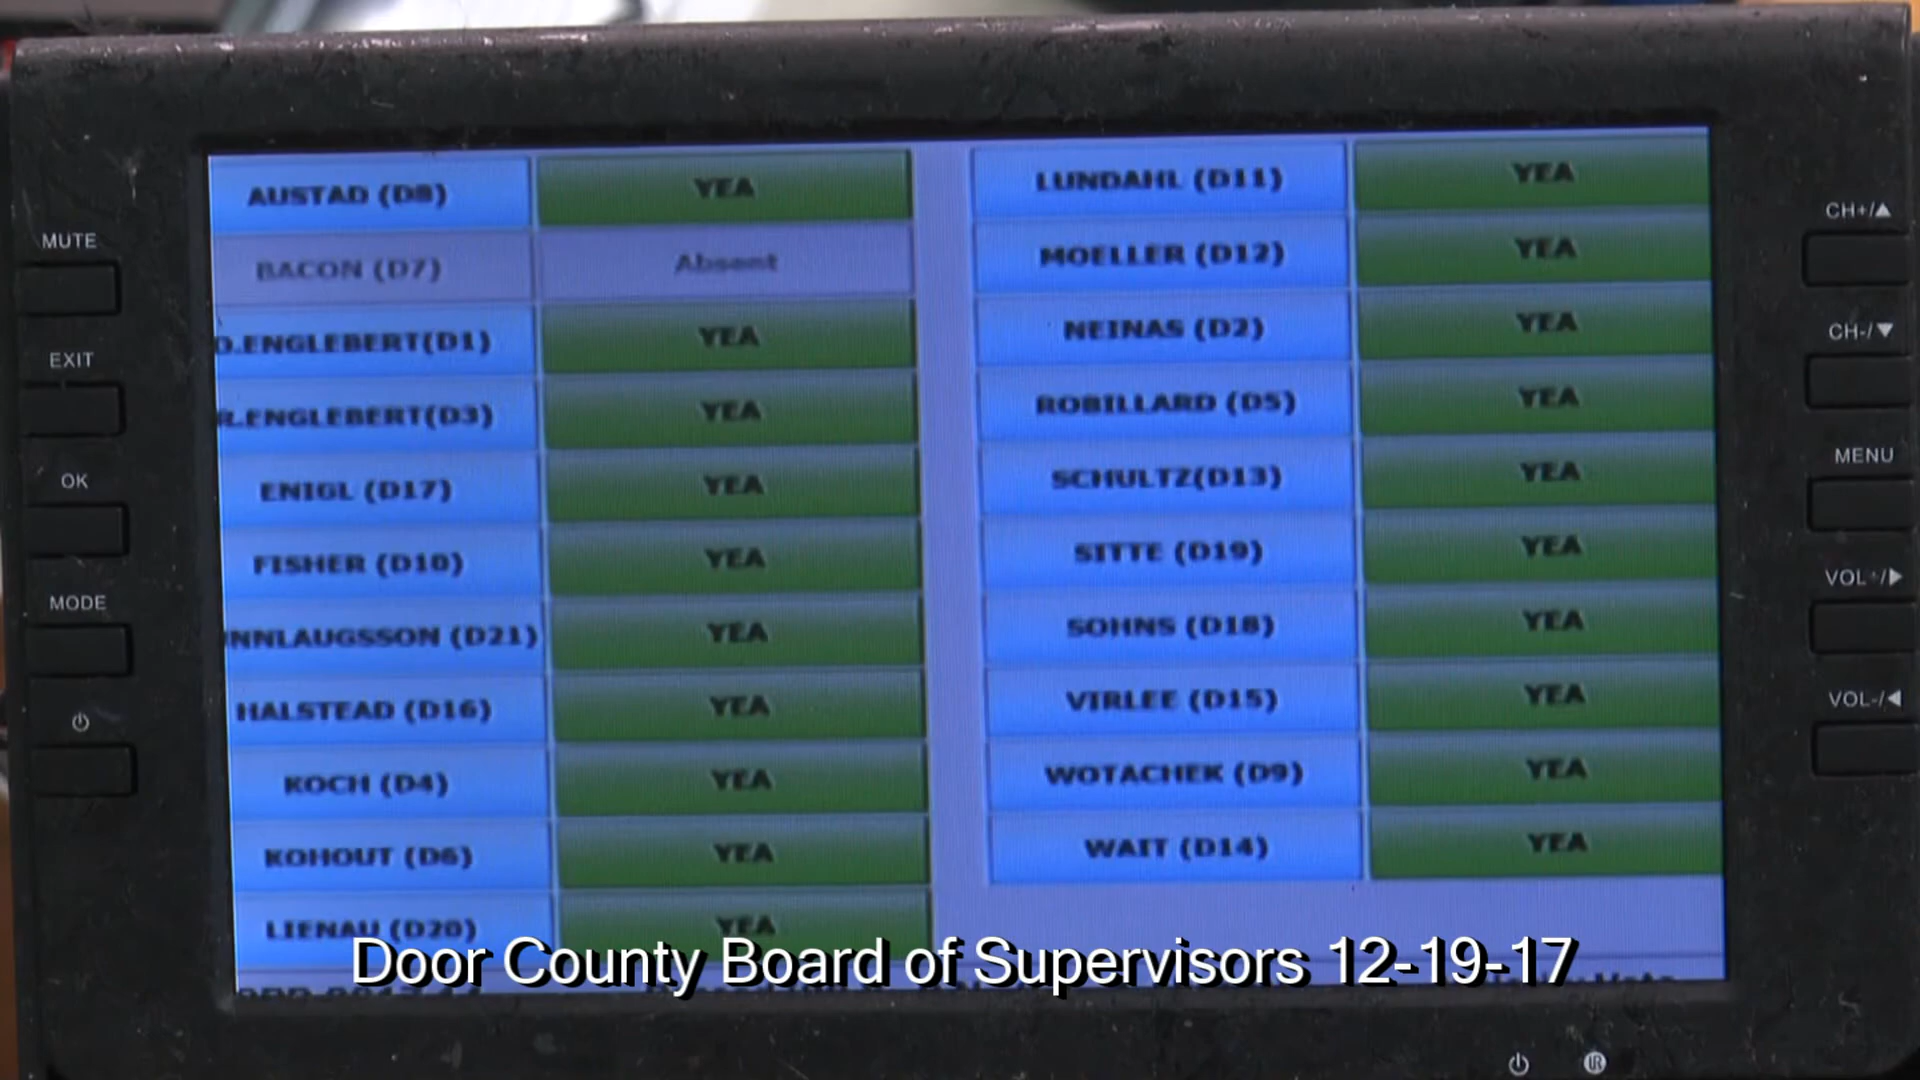 AUSTAD (D8) YEA
BACON (D7) Absent
D.ENGLEBERT(D1) YEA
R.ENGLEBERT(D3) YEA
ENIGL (D17) YEA
FISHER (D10) YEA
NNLAUGSSON (D21) YEA
HALSTEAD (D16) YEA
KOCH (D4) YEA
KOHOUT (D6) YEA
LIENAU (D20) YEA
LUNDAHL (D11) YEA
MOELLER (D12) YEA
NEINAS (D2) YEA
ROBILLARD (D5) YEA
SCHULTZ(D13) YEA
SITTE (D19) YEA
SOHNS (D18) YEA
VIRLEE (D15) YEA
WOTACHEK (D9) YEA
WAIT (D14) YEA
MUTE
EXIT
OK
MODE
CH+/▲
CH-/▼
MENU
VOL+/▶
VOL-/◀
Door County Board of Supervisors 12-19-17